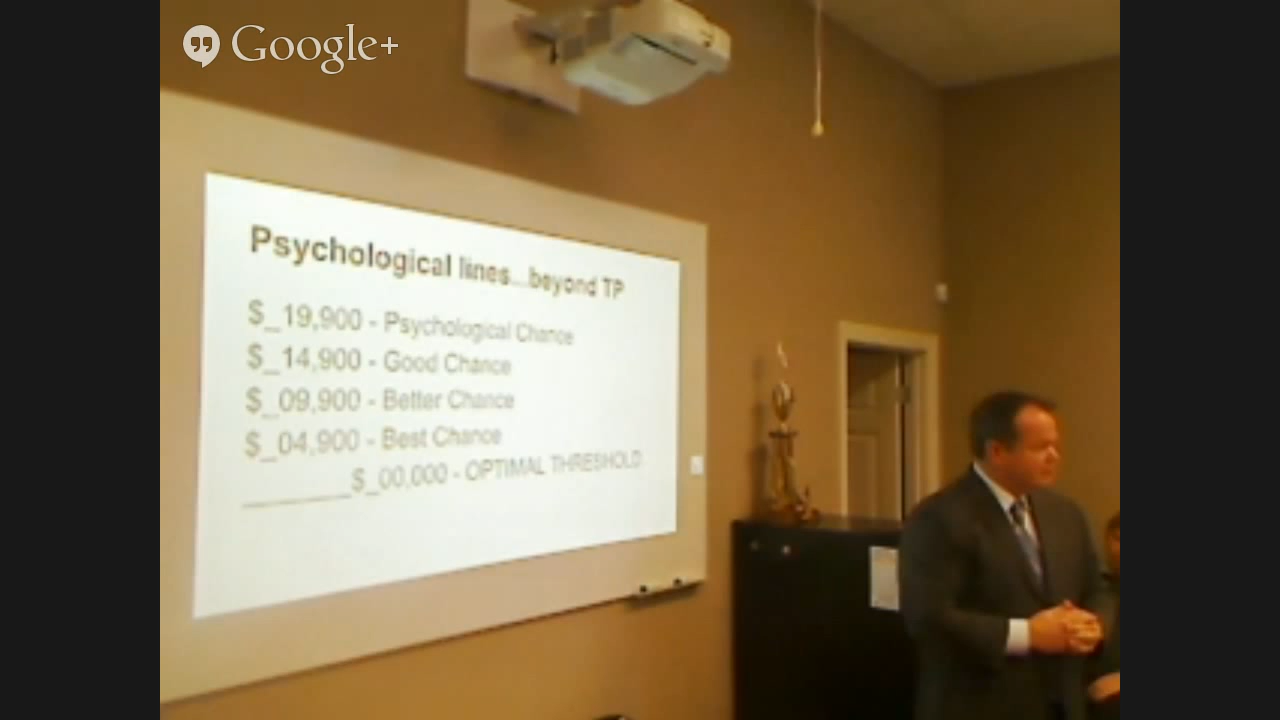 Google+
Psychological lines...beyond TP
$_19,900 - Psychological Chance
$_14,900 - Good Chance
$_09,900 - Better Chance
$_04,900 - Best Chance
________$_00,000 - OPTIMAL THRESHOLD